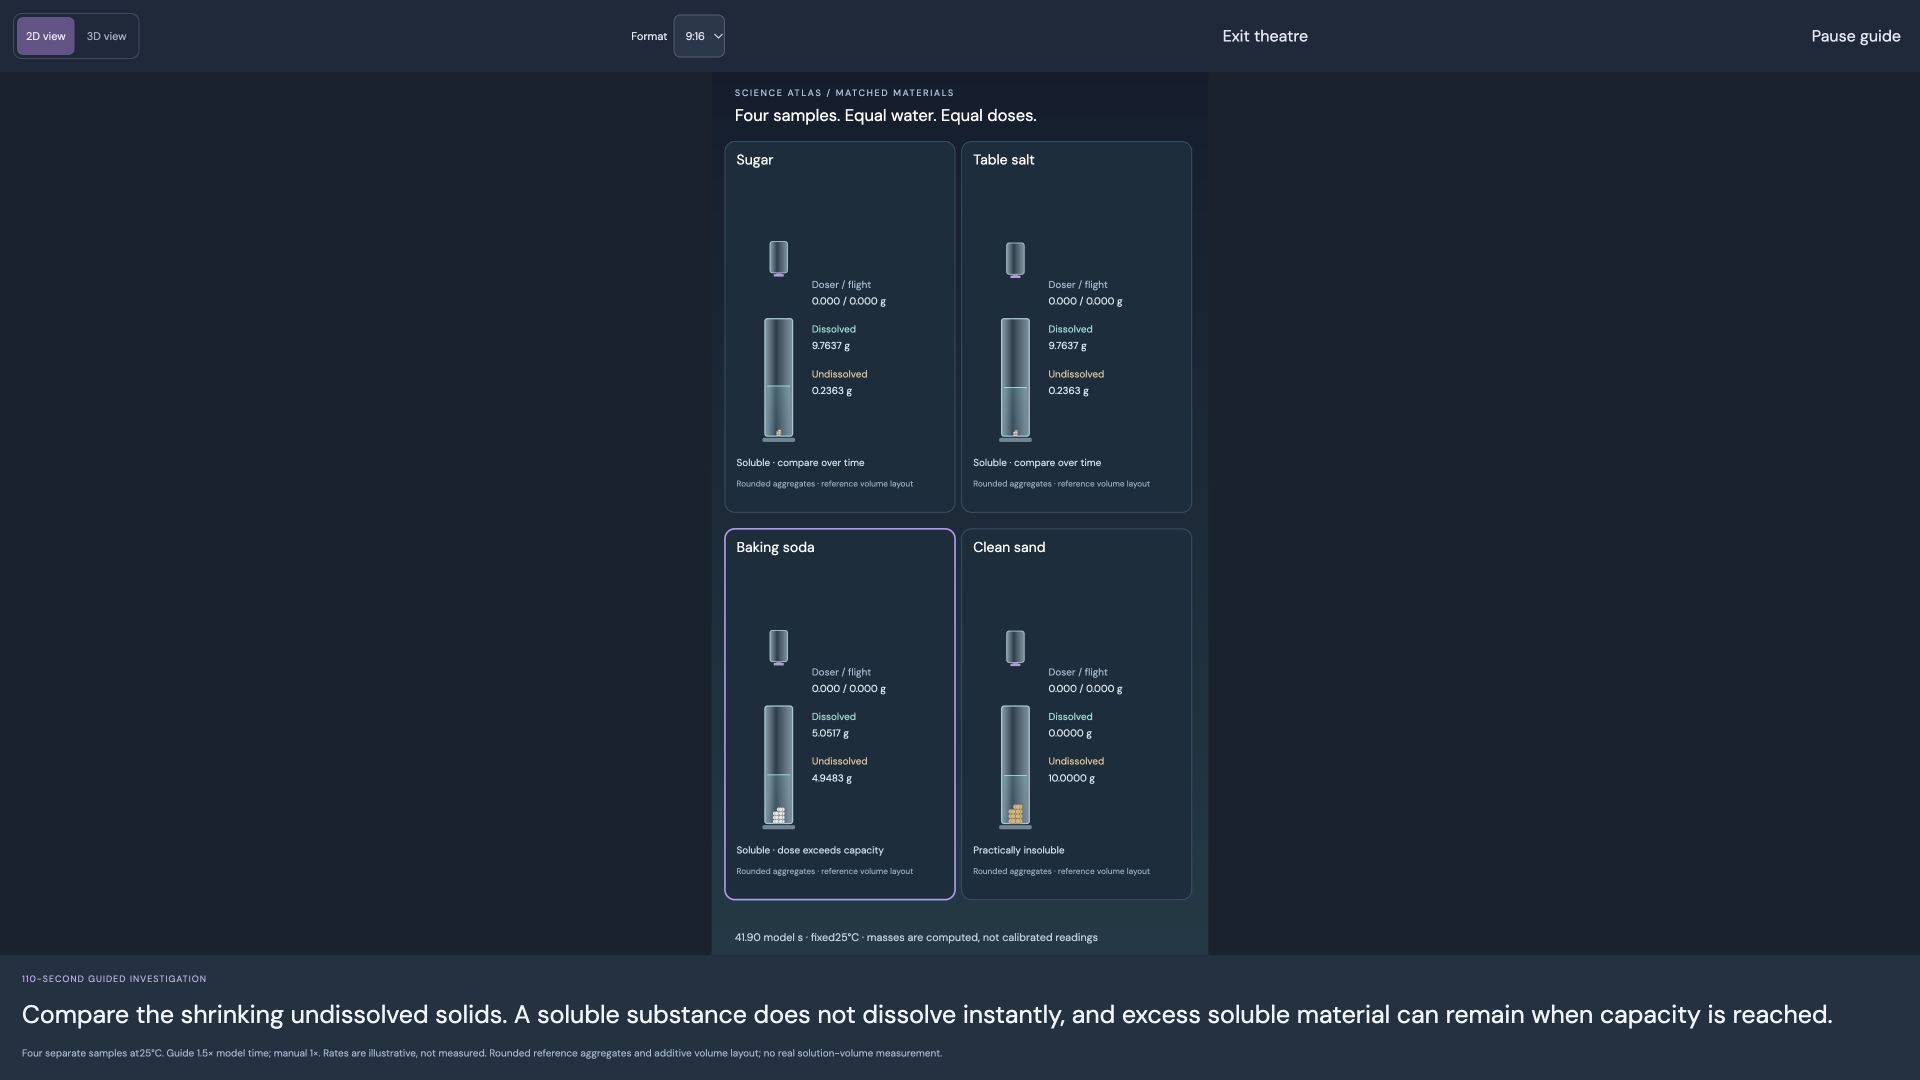 2D view
3D view
Format
9:16
Exit theatre
Pause guide
SCIENCE ATLAS / MATCHED MATERIALS
Four samples. Equal water. Equal doses.
Sugar
Doser / flight
0.000 / 0.000 g
Dissolved
9.7637 g
Undissolved
0.2363 g
Soluble · compare over time
Rounded aggregates · reference volume layout
Table salt
Doser / flight
0.000 / 0.000 g
Dissolved
9.7637 g
Undissolved
0.2363 g
Soluble · compare over time
Rounded aggregates · reference volume layout
Baking soda
Doser / flight
0.000 / 0.000 g
Dissolved
5.0517 g
Undissolved
4.9483 g
Soluble · dose exceeds capacity
Rounded aggregates · reference volume layout
Clean sand
Doser / flight
0.000 / 0.000 g
Dissolved
0.0000 g
Undissolved
10.0000 g
Practically insoluble
Rounded aggregates · reference volume layout
41.90 model s · fixed25°C · masses are computed, not calibrated readings
110-SECOND GUIDED INVESTIGATION
Compare the shrinking undissolved solids. A soluble substance does not dissolve instantly, and excess soluble material can remain when capacity is reached.
Four separate samples at25°C. Guide 1.5× model time; manual 1×. Rates are illustrative, not measured. Rounded reference aggregates and additive volume layout; no real solution-volume measurement.